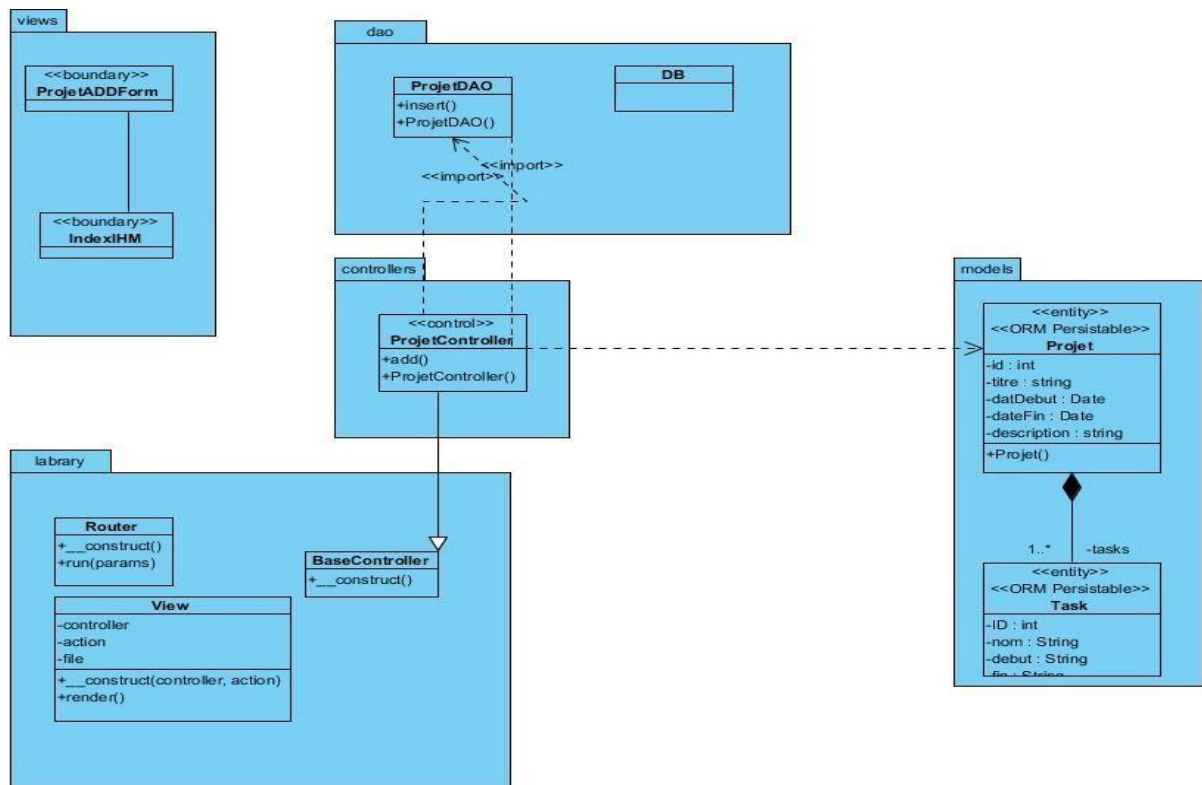 views
<<boundary>>
ProjetADDForm
<<boundary>>
IndexIHM
dao
ProjetDAO
+insert()
+ProjetDAO()
DB
<<import>>
<<import>>
controllers
<<control>>
ProjetController
+add()
+ProjetController()
models
<<entity>>
<<ORM Persistable>>
Projet
-id : int
-titre : string
-datDebut : Date
-dateFin : Date
-description : string
+Projet()
1..*
-tasks
<<entity>>
<<ORM Persistable>>
Task
-ID : int
-nom : String
-debut : String
-fin : String
labrary
Router
+__construct()
+run(params)
BaseController
+__construct()
View
-controller
-action
-file
+__construct(controller, action)
+render()